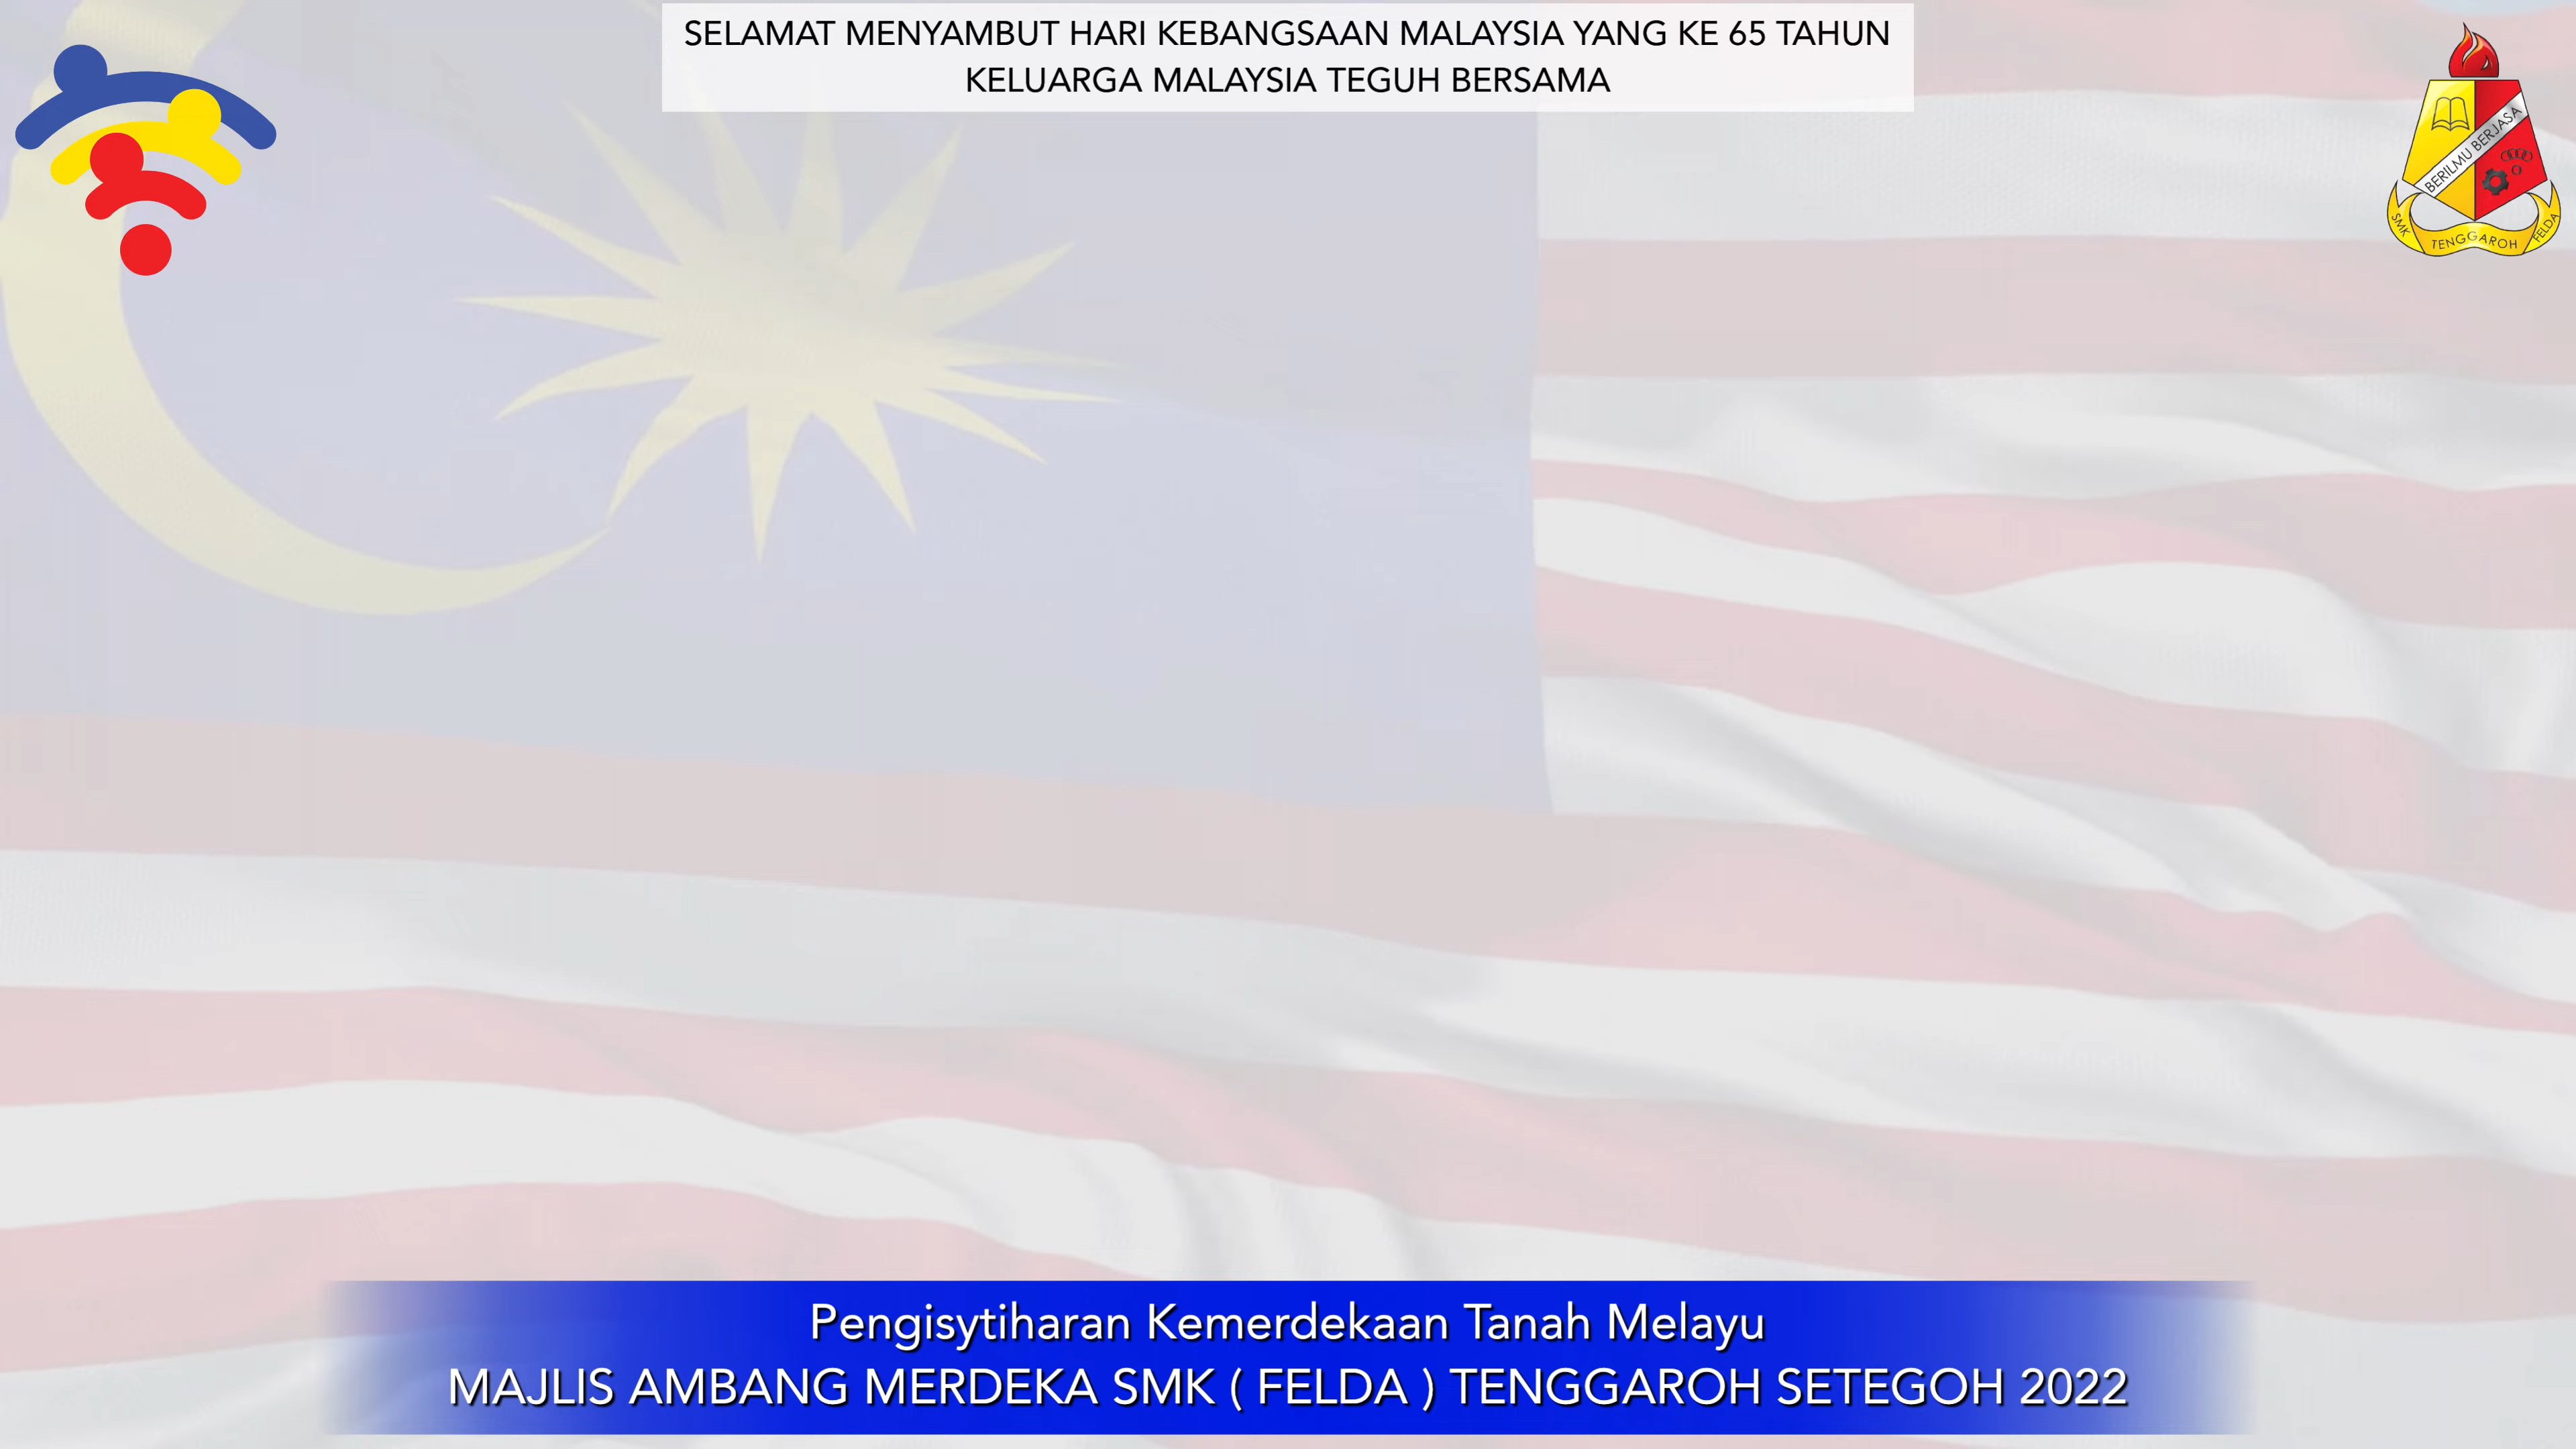 SELAMAT MENYAMBUT HARI KEBANGSAAN MALAYSIA YANG KE 65 TAHUN
KELUARGA MALAYSIA TEGUH BERSAMA
BERILMU BERJASA
SMK TENGGAROH FELDA
Pengisytiharan Kemerdekaan Tanah Melayu
MAJLIS AMBANG MERDEKA SMK ( FELDA ) TENGGAROH SETEGOH 2022